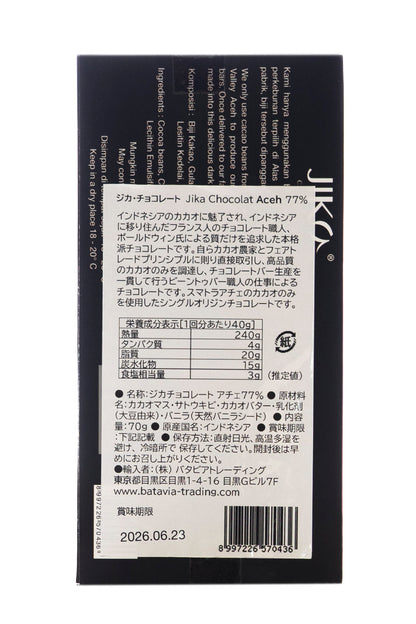 Kami hanya menggunakan
perkebunan terpilih di Alas
pabrik, biji tersebut dipangga
We only use cacao beans from
Valley Aceh to produce our
bars. Once delivered to our
made into this delicious dark
Komposisi : Biji Kakao, Gula
Lesitin Kedelai
Ingredients : Cocoa beans, C
Lecithin Emulsif
Mungkin
May con
Disimpan di
Keep in a dry place 18 - 20° C
JIKA®
ジカ・チョコレート Jika Chocolat Aceh 77%
インドネシアのカカオに魅了され、インドネシア
に移り住んだフランス人のチョコレート職人、
ボールドウィン氏による質だけを追求した本格
派チョコレートです。自らカカオ農家とフェアト
レードプリンシプルに則り直接取引し、高品質
のカカオのみを調達し、チョコレートバー生産を
一貫して行うビーントゥバー職人の仕事による
チョコレートです。スマトラアチェのカカオのみ
を使用したシングルオリジンチョコレートです。
栄養成分表示[1回分あたり40g]
熱量 240g
タンパク質 4g
脂質 20g
炭水化物 15g
食塩相当量 3g (推定値)
紙
● 名称:ジカチョコレート アチェ77% ● 原材料
:カカオマス・サトウキビ・カカオバター・乳化剤
(大豆由来)・バニラ(天然バニラシード) ● 内容
量:70g ● 原産国名:インドネシア ● 賞味期限
:下記記載 ● 保存方法:直射日光、高温多湿を
避け、冷暗所で 保存してください。開封後は早
めにお召し上がりください。
●輸入者:(株) バタビアトレーディング
東京都目黒区目黒1-4-16 目黒Gビル7F
www.batavia-trading.com
賞味期限
2026.06.23
8 997226 570436
8 997226 570436